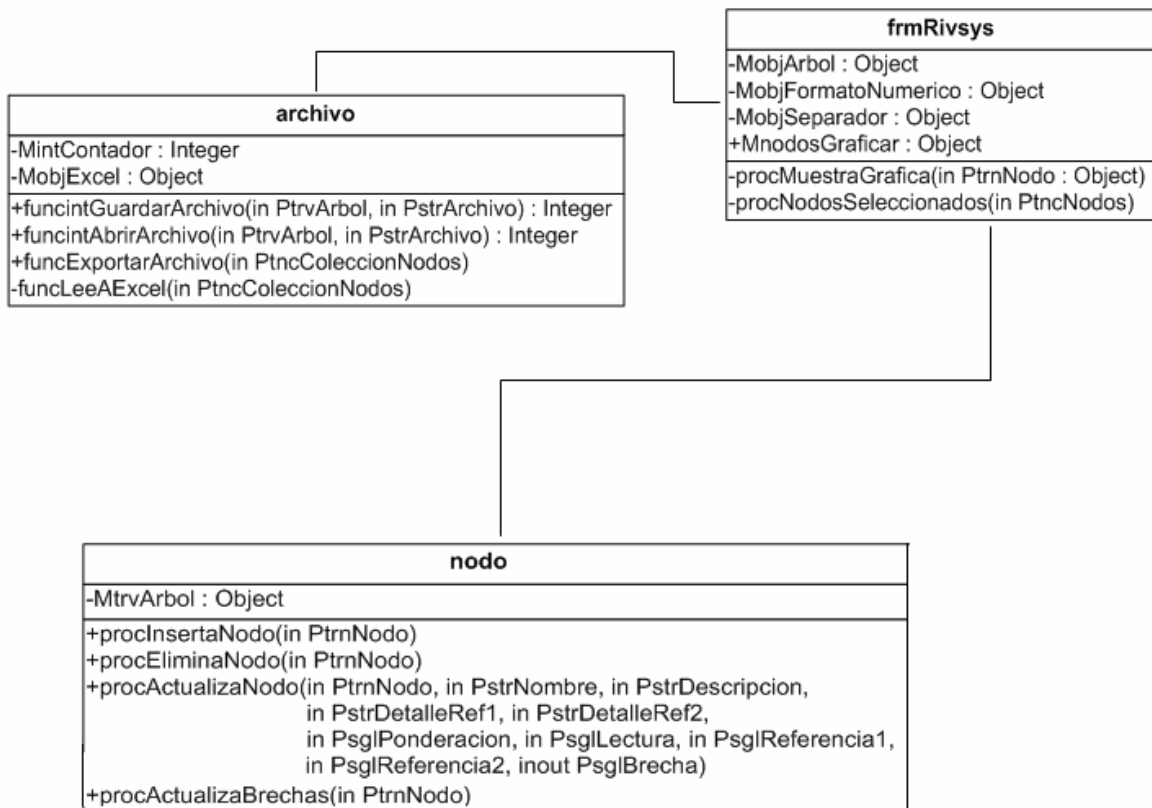 frmRivsys
-MobjArbol : Object
-MobjFormatoNumerico : Object
-MobjSeparador : Object
+MnodosGraficar : Object
-procMuestraGrafica(in PtrnNodo : Object)
-procNodosSeleccionados(in PtncNodos)
archivo
-MintContador : Integer
-MobjExcel : Object
+funcintGuardarArchivo(in PtrvArbol, in PstrArchivo) : Integer
+funcintAbrirArchivo(in PtrvArbol, in PstrArchivo) : Integer
+funcExportarArchivo(in PtncColeccionNodos)
-funcLeeAExcel(in PtncColeccionNodos)
nodo
-MtrvArbol : Object
+procInsertaNodo(in PtrnNodo)
+procEliminaNodo(in PtrnNodo)
+procActualizaNodo(in PtrnNodo, in PstrNombre, in PstrDescripcion,
in PstrDetalleRef1, in PstrDetalleRef2,
in PsglPonderacion, in PsglLectura, in PsglReferencia1,
in PsglReferencia2, inout PsglBrecha)
+procActualizaBrechas(in PtrnNodo)